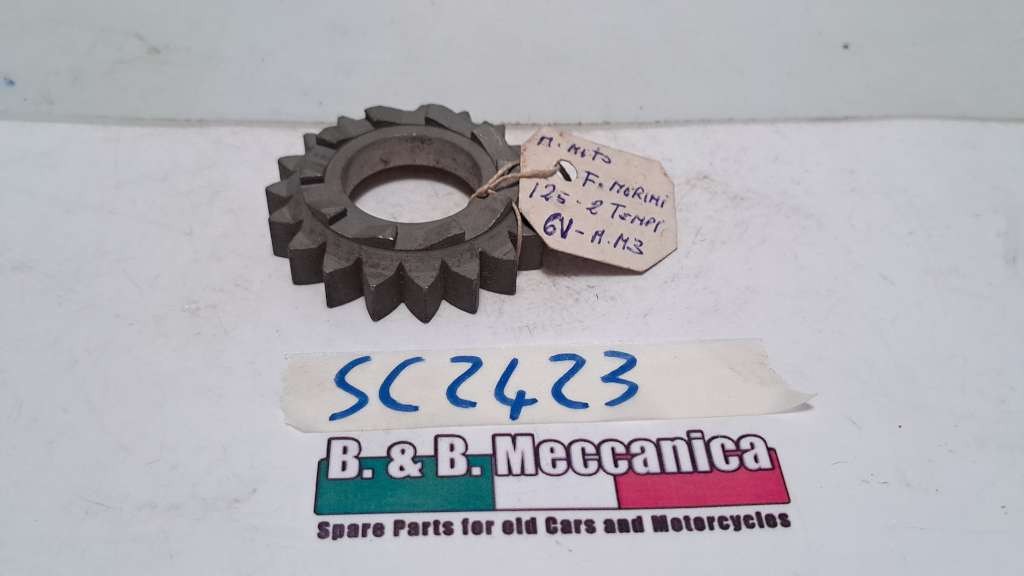 M. MOTO
F. MORINI
125 - 2 TEMPI
6V - M. M3
SC2423
B. & B. Meccanica
Spare Parts for old Cars and Motorcycles